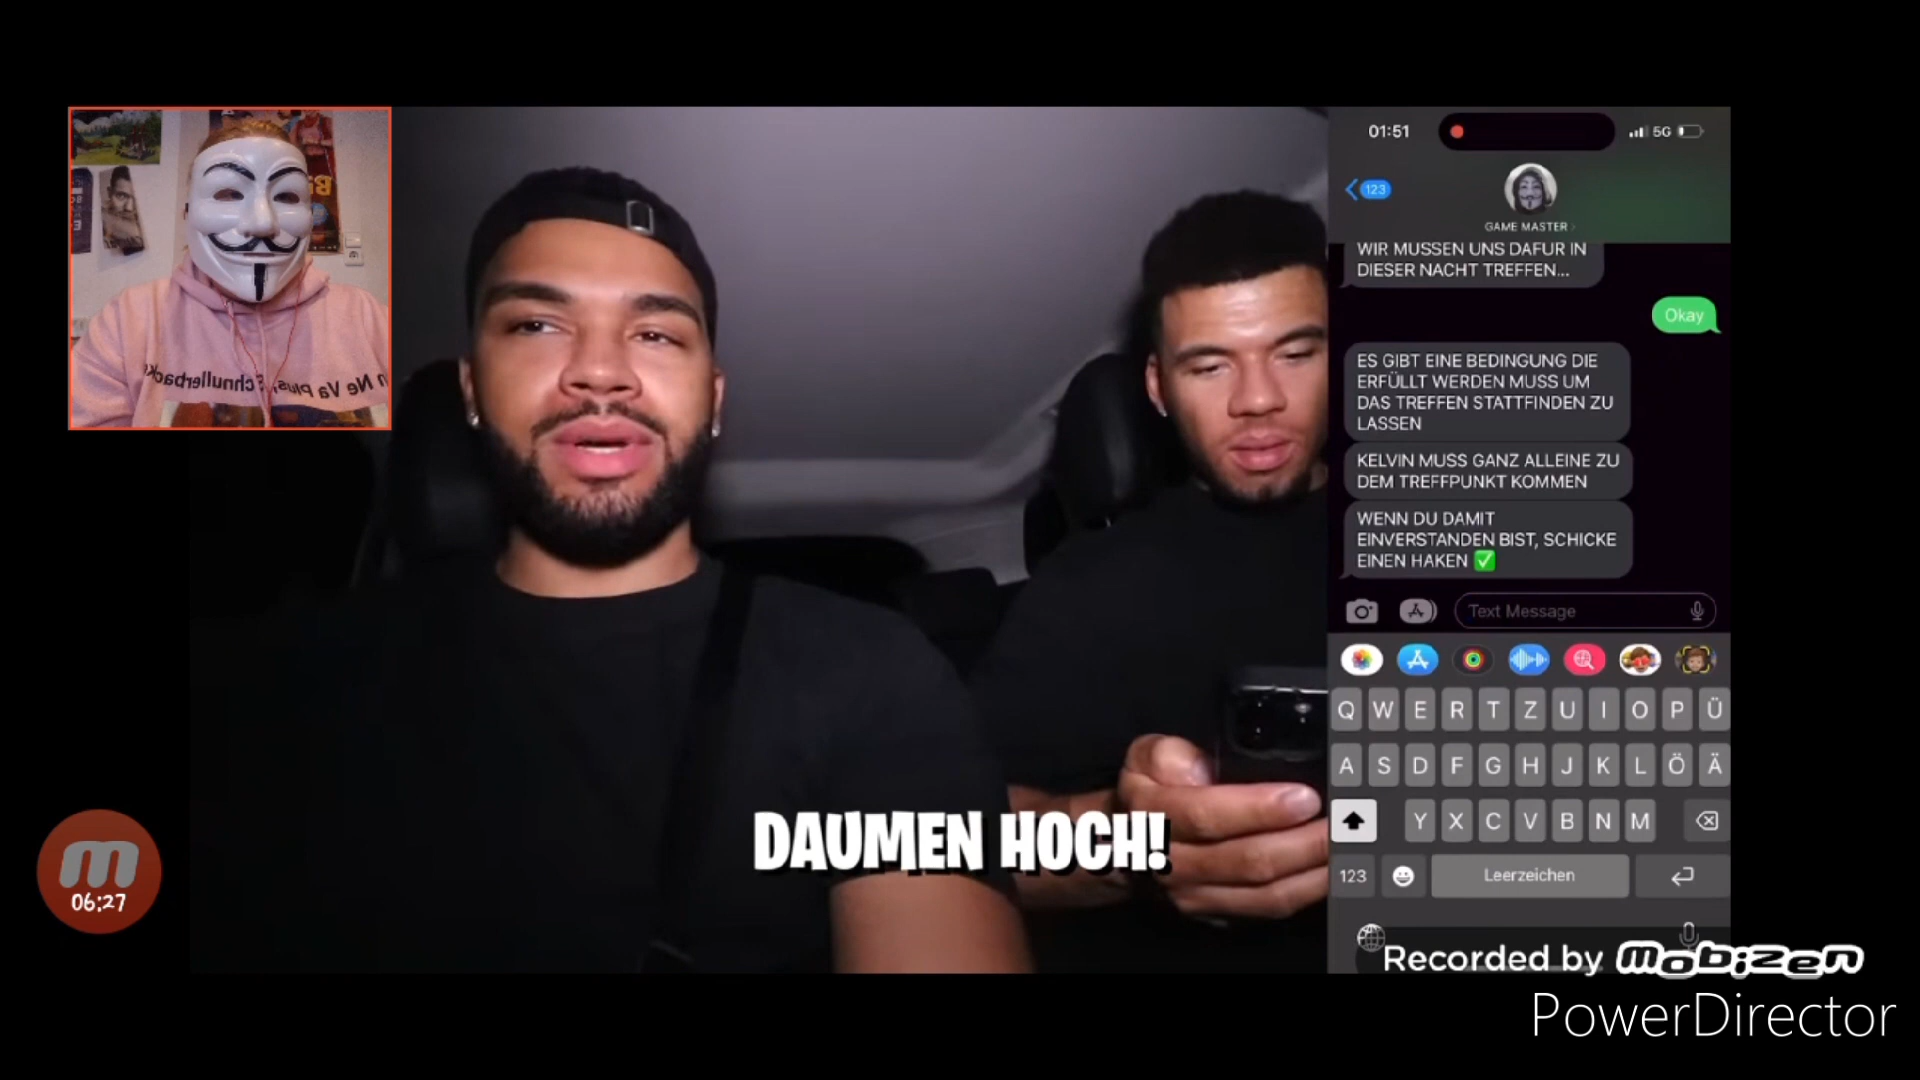 01:51
5G
123
GAME MASTER
WIR MÜSSEN UNS DAFÜR IN
DIESER NACHT TREFFEN...
Okay
ES GIBT EINE BEDINGUNG DIE
ERFÜLLT WERDEN MUSS UM
DAS TREFFEN STATTFINDEN ZU
LASSEN
KELVIN MUSS GANZ ALLEINE ZU
DEM TREFFPUNKT KOMMEN
WENN DU DAMIT
EINVERSTANDEN BIST, SCHICKE
EINEN HAKEN ✅
Text Message
Q W E R T Z U I O P Ü
A S D F G H J K L Ö Ä
Y X C V B N M
123
Leerzeichen
DAUMEN HOCH!
06:27
Recorded by mobizen
PowerDirector